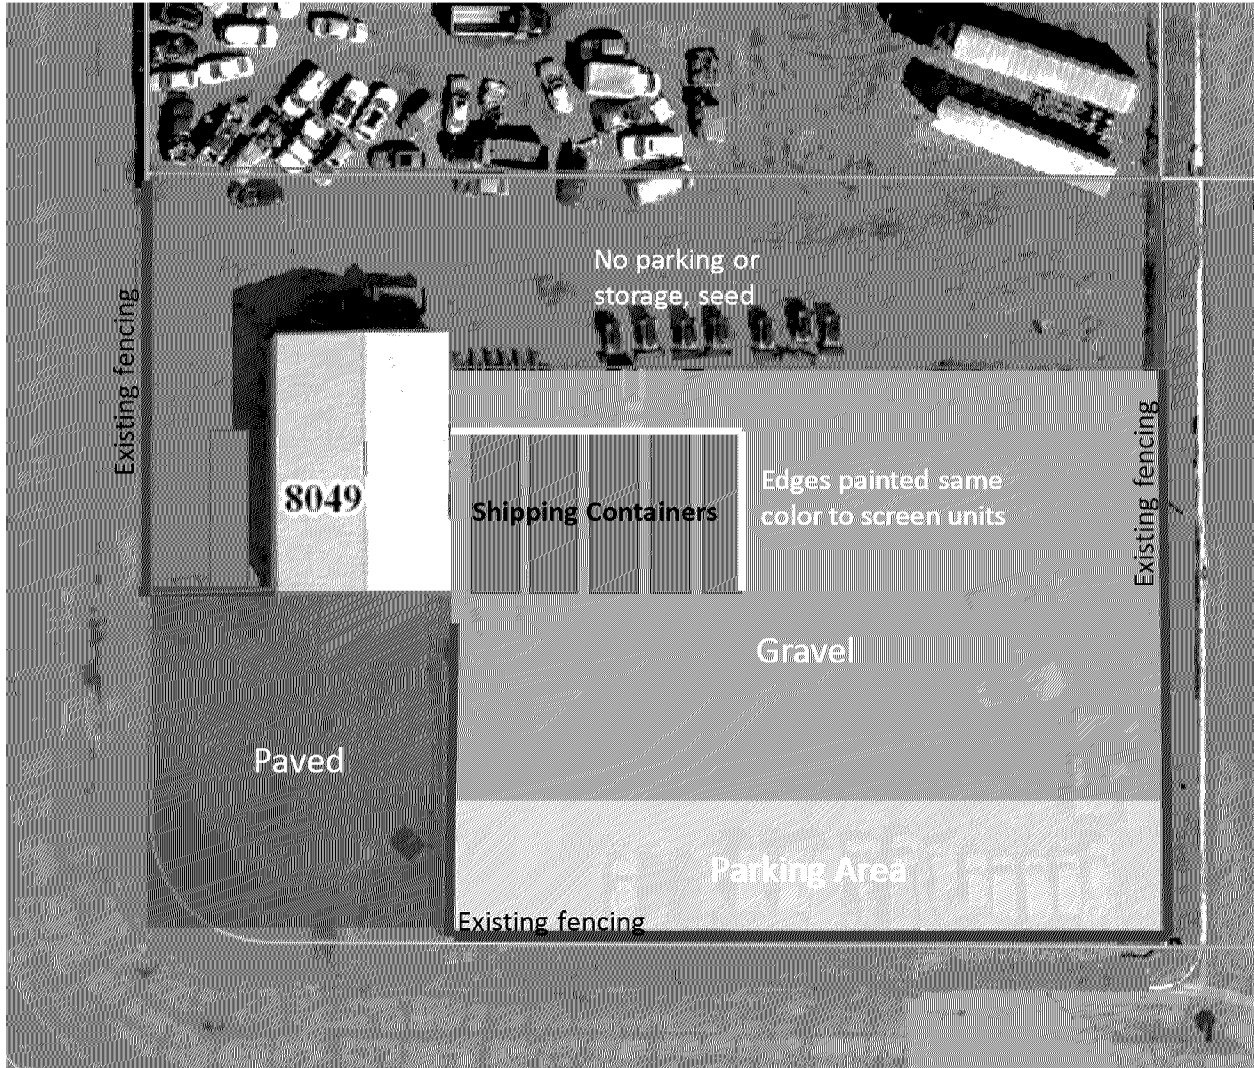 No parking or
storage, seed
Existing fencing
Existing fencing
8049
Shipping Containers
Edges painted same
color to screen units
Gravel
Paved
Parking Area
Existing fencing